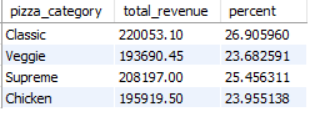 pizza_category total_revenue percent
Classic 220053.10 26.905960
Veggie 193690.45 23.682591
Supreme 208197.00 25.456311
Chicken 195919.50 23.955138